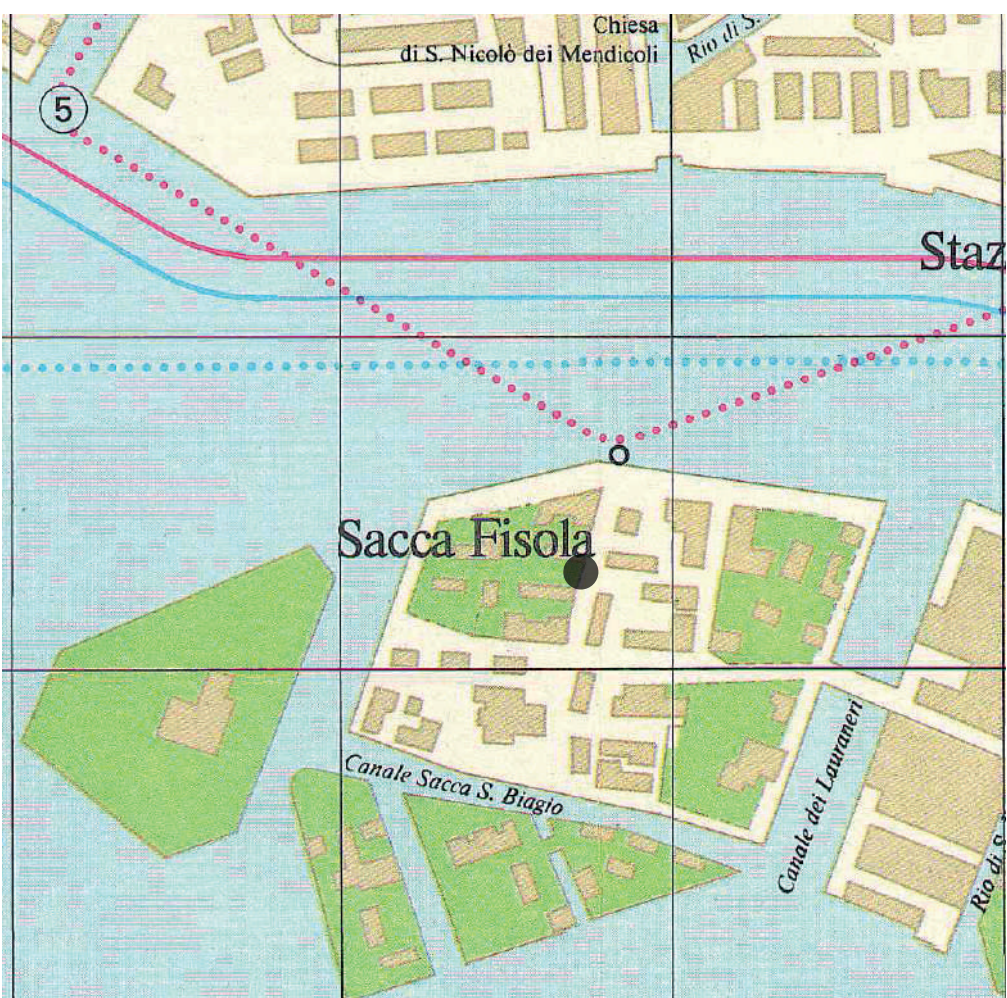 Chiesa
di S. Nicolò dei Mendicoli
Rio di S.
5
Staz
Sacca Fisola
Canale Sacca S. Biagio
Canale dei Lauraneri
Rio di S.